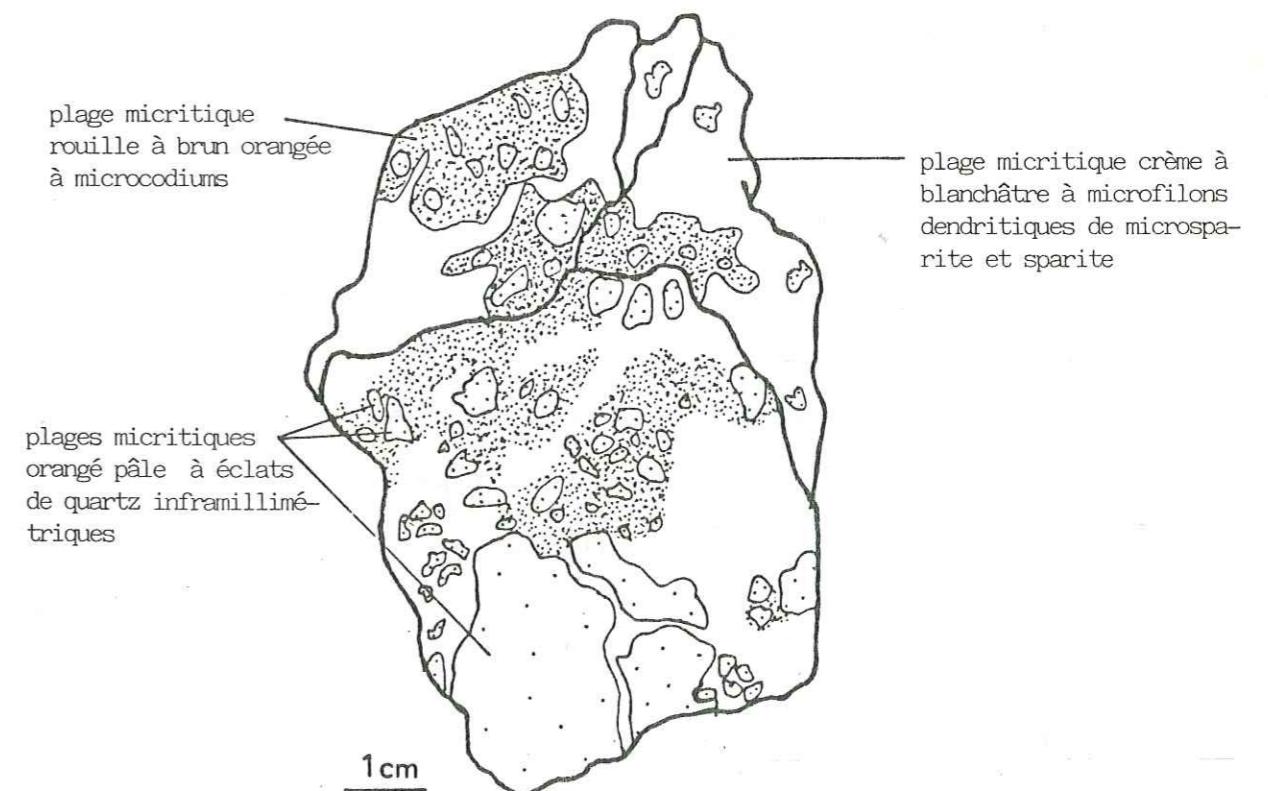 plage micritique
rouille à brun orangée
à microcodiums
plage micritique crème à
blanchâtre à microfilons
dendritiques de microspa-
rite et sparite
plages micritiques
orangé pâle à éclats
de quartz inframillimé-
triques
1cm